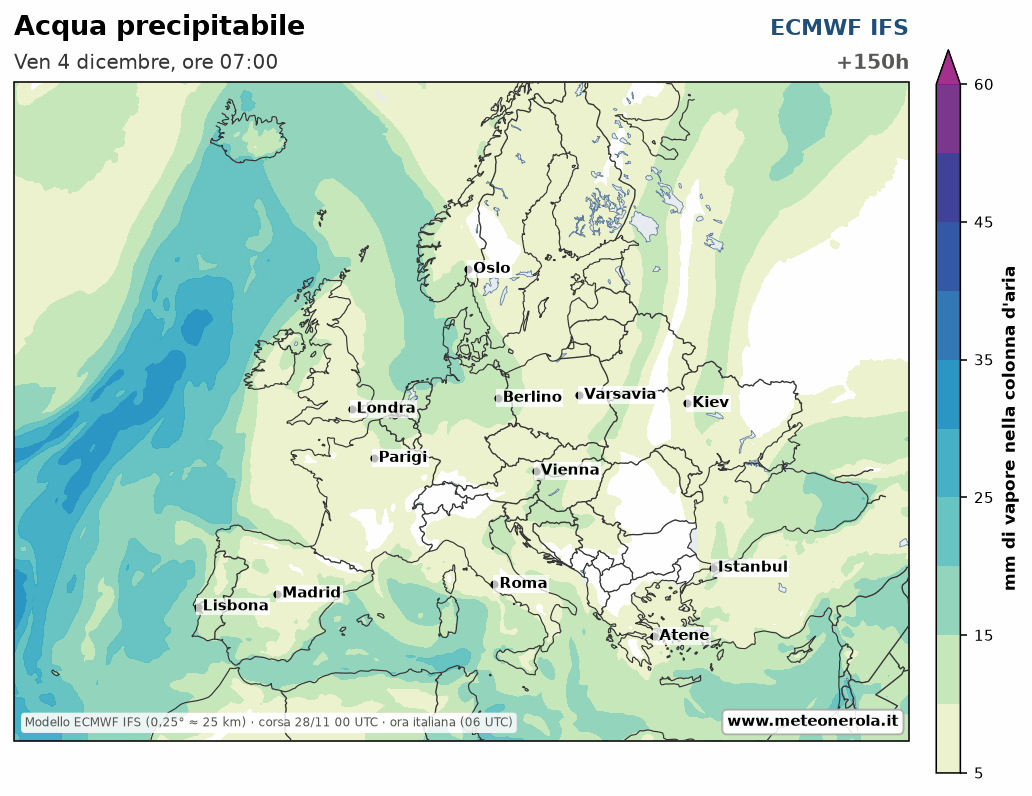 Acqua precipitabile
ECMWF IFS
Ven 4 dicembre, ore 07:00
+150h
60
45
35
25
15
5
mm di vapore nella colonna d'aria
Oslo
Berlino
Varsavia
Kiev
Londra
Parigi
Vienna
Istanbul
Roma
Madrid
Lisbona
Atene
Modello ECMWF IFS (0,25° ≈ 25 km) · corsa 28/11 00 UTC · ora italiana (06 UTC)
www.meteonerola.it